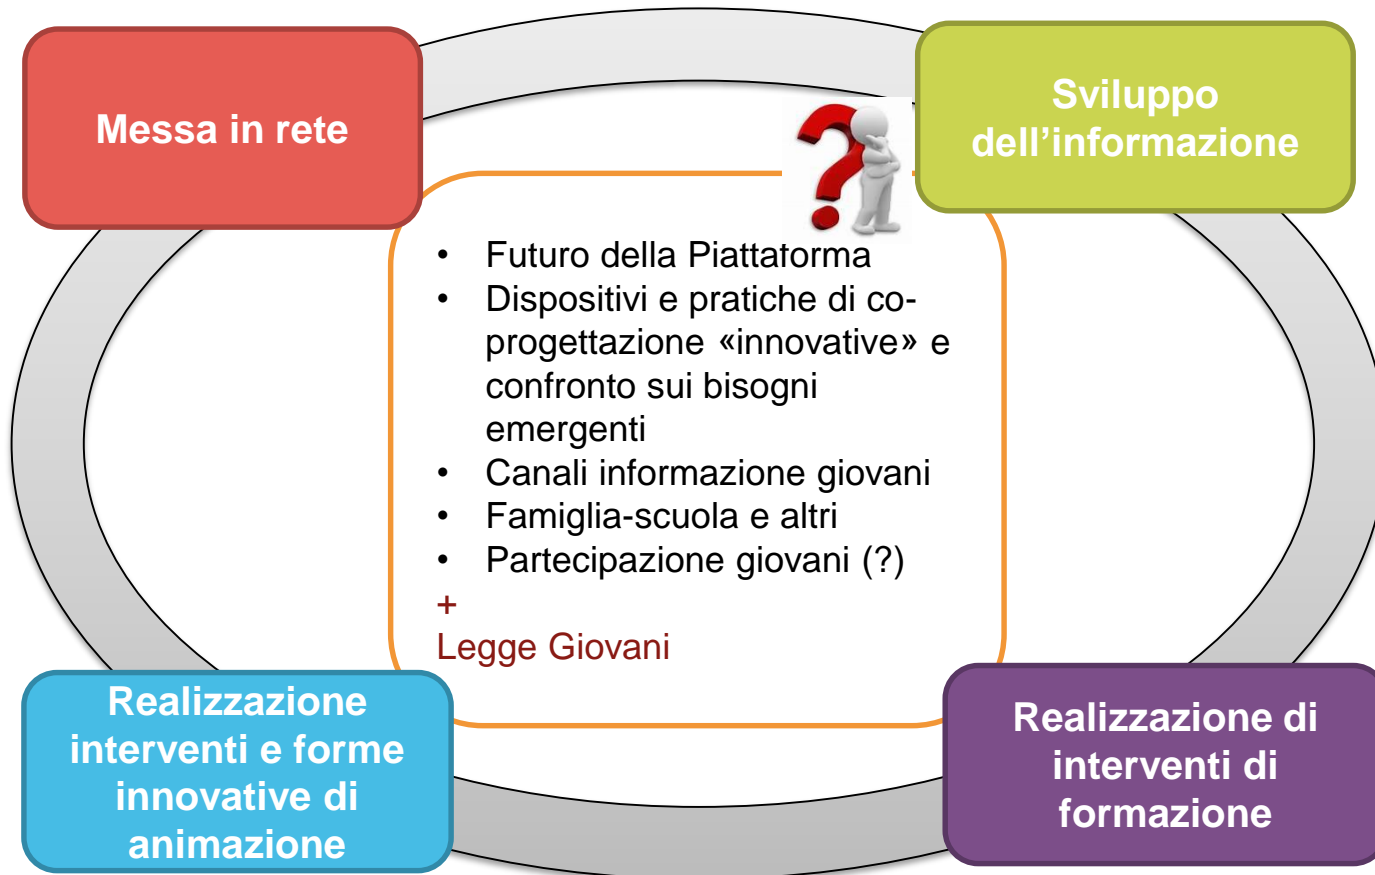 Messa in rete
Sviluppo
dell’informazione
• Futuro della Piattaforma
• Dispositivi e pratiche di co-
progettazione «innovative» e
confronto sui bisogni
emergenti
• Canali informazione giovani
• Famiglia-scuola e altri
• Partecipazione giovani (?)
+
Legge Giovani
Realizzazione
interventi e forme
innovative di
animazione
Realizzazione di
interventi di
formazione